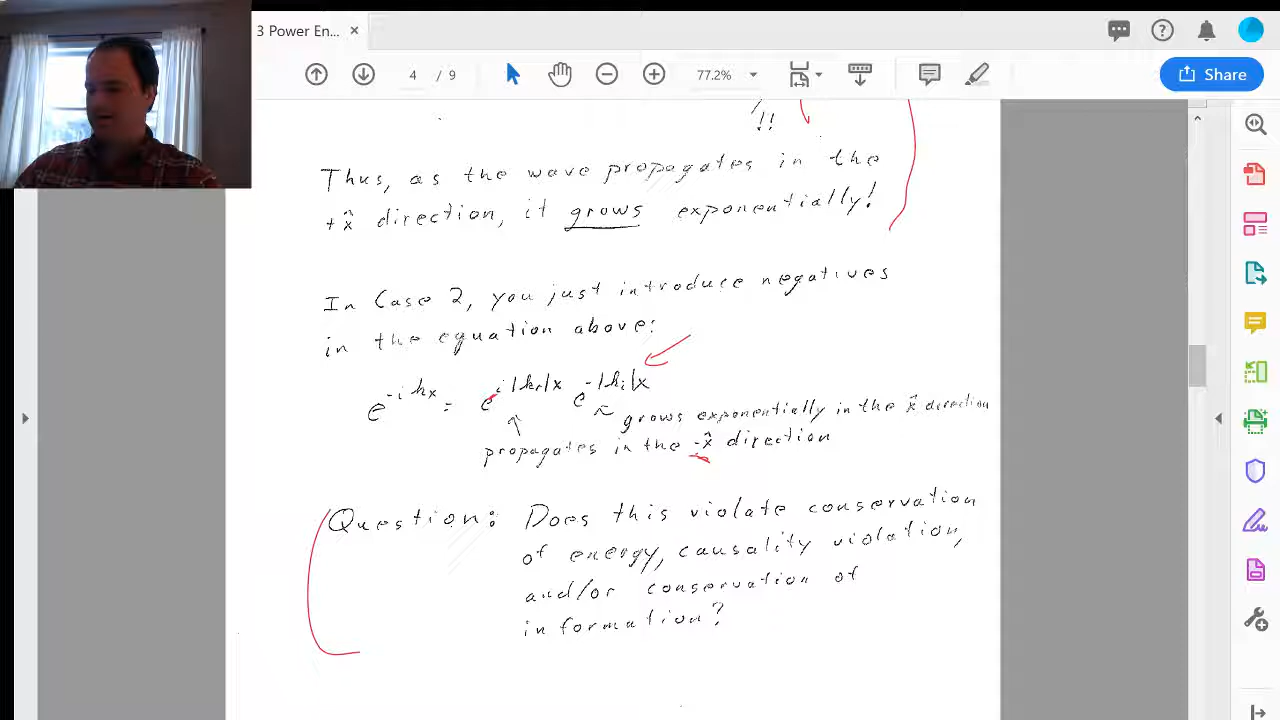 3 Power En...
4 / 9
77.2%
Share
!!
Thus, as the wave propagates in the
+x̂ direction, it grows exponentially!
In Case 2, you just introduce negatives
in the equation above:
e^{-ikx} = e^{i|k_r|x} e^{-|k_i|x}
grows exponentially in the x̂ direction
propagates in the -x̂ direction
Question: Does this violate conservation
of energy, causality violation,
and/or conservation of
information?